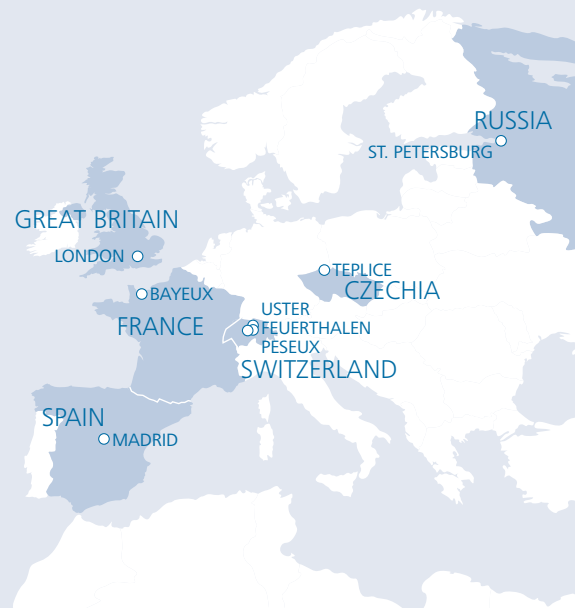 RUSSIA
ST. PETERSBURG
GREAT BRITAIN
LONDON
TEPLICE
CZECHIA
BAYEUX
USTER
FEUERTHALEN
PESEUX
FRANCE
SWITZERLAND
SPAIN
MADRID